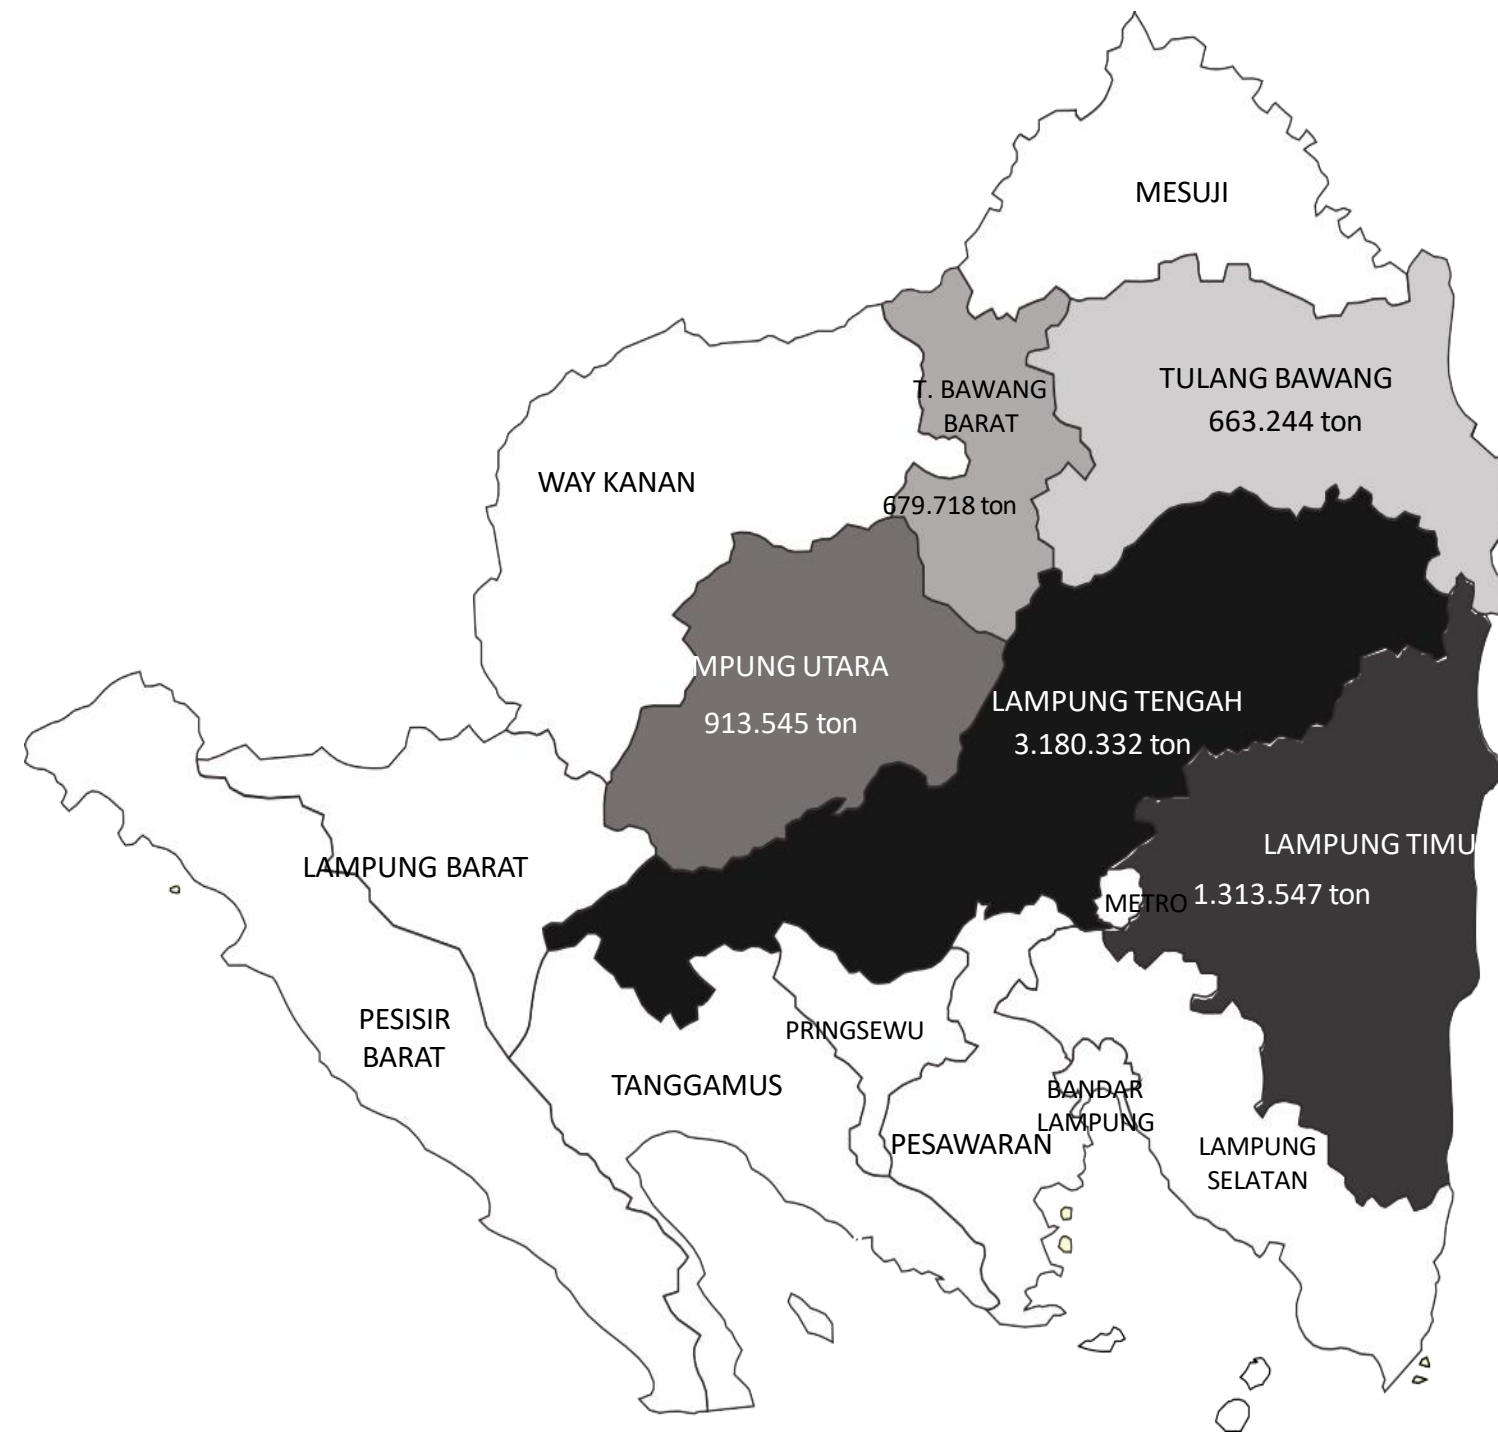 MESUJI
TULANG BAWANG
663.244 ton
T. BAWANG
BARAT
679.718 ton
WAY KANAN
MPUNG UTARA
913.545 ton
LAMPUNG TENGAH
3.180.332 ton
LAMPUNG TIMU
1.313.547 ton
METRO
LAMPUNG BARAT
PESISIR
BARAT
TANGGAMUS
PRINGSEWU
PESAWARAN
BANDAR
LAMPUNG
LAMPUNG
SELATAN